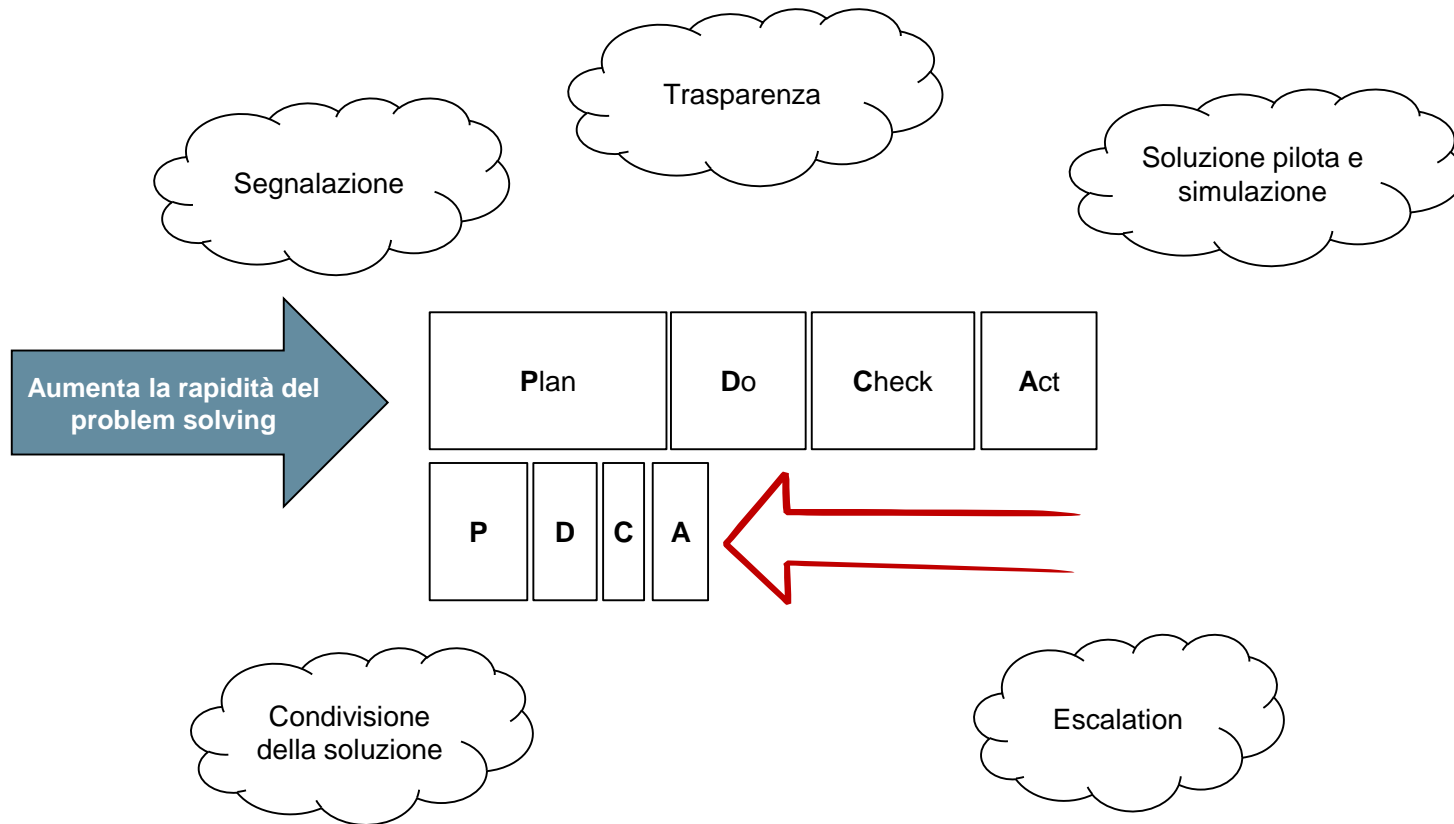 Trasparenza
Segnalazione
Soluzione pilota e
simulazione
Aumenta la rapidità del
problem solving
Plan
Do
Check
Act
P
D
C
A
Condivisione
della soluzione
Escalation